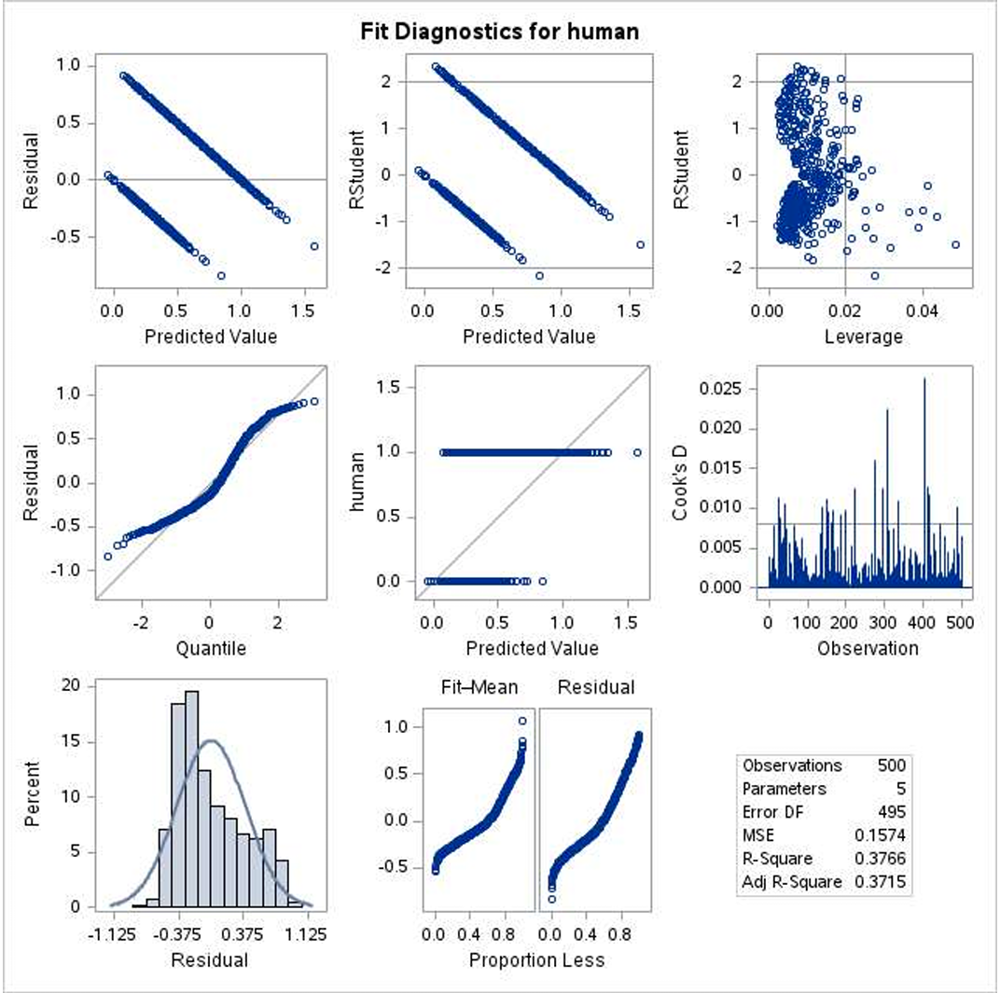 Fit Diagnostics for human
1.0
0.5
0.0
-0.5
Residual
0.0 0.5 1.0 1.5
Predicted Value
2
1
0
-1
-2
RStudent
0.0 0.5 1.0 1.5
Predicted Value
2
1
0
-1
-2
RStudent
0.00 0.02 0.04
Leverage
1.0
0.5
0.0
-0.5
-1.0
Residual
-2 0 2
Quantile
1.5
1.0
0.5
0.0
human
0.0 0.5 1.0 1.5
Predicted Value
0.025
0.020
0.015
0.010
0.005
0.000
Cook's D
0 100 200 300 400 500
Observation
20
15
10
5
0
Percent
-1.125 -0.375 0.375 1.125
Residual
Fit–Mean Residual
1.0
0.5
0.0
-0.5
0.0 0.4 0.8 0.0 0.4 0.8
Proportion Less
Observations 500
Parameters 5
Error DF 495
MSE 0.1574
R-Square 0.3766
Adj R-Square 0.3715